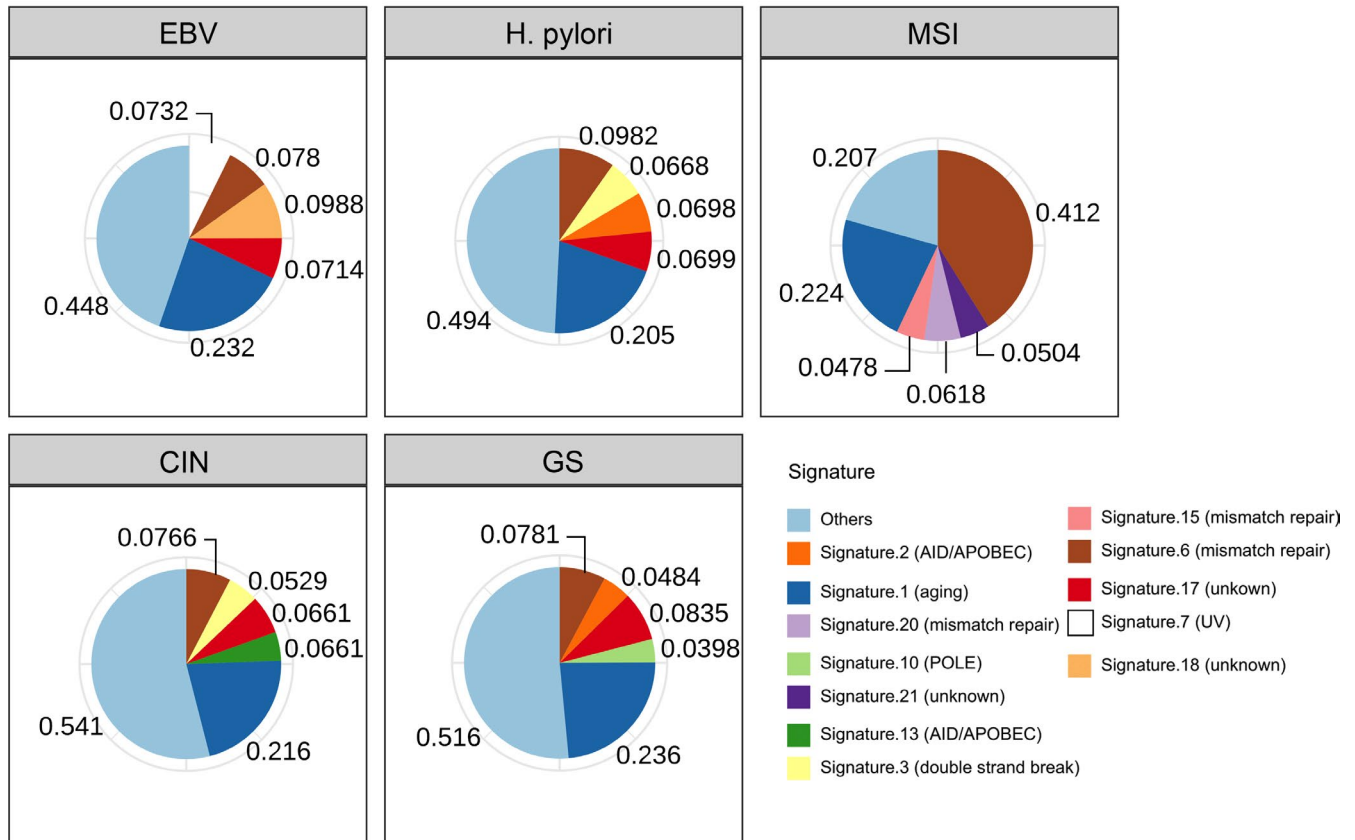 EBV
0.0732
0.078
0.0988
0.0714
0.232
0.448
H. pylori
0.0982
0.0668
0.0698
0.0699
0.205
0.494
MSI
0.207
0.412
0.224
0.0504
0.0478
0.0618
CIN
0.0766
0.0529
0.0661
0.0661
0.216
0.541
GS
0.0781
0.0484
0.0835
0.0398
0.236
0.516
Signature
Others
Signature.2 (AID/APOBEC)
Signature.1 (aging)
Signature.20 (mismatch repair)
Signature.10 (POLE)
Signature.21 (unknown)
Signature.13 (AID/APOBEC)
Signature.3 (double strand break)
Signature.15 (mismatch repair)
Signature.6 (mismatch repair)
Signature.17 (unkown)
Signature.7 (UV)
Signature.18 (unknown)